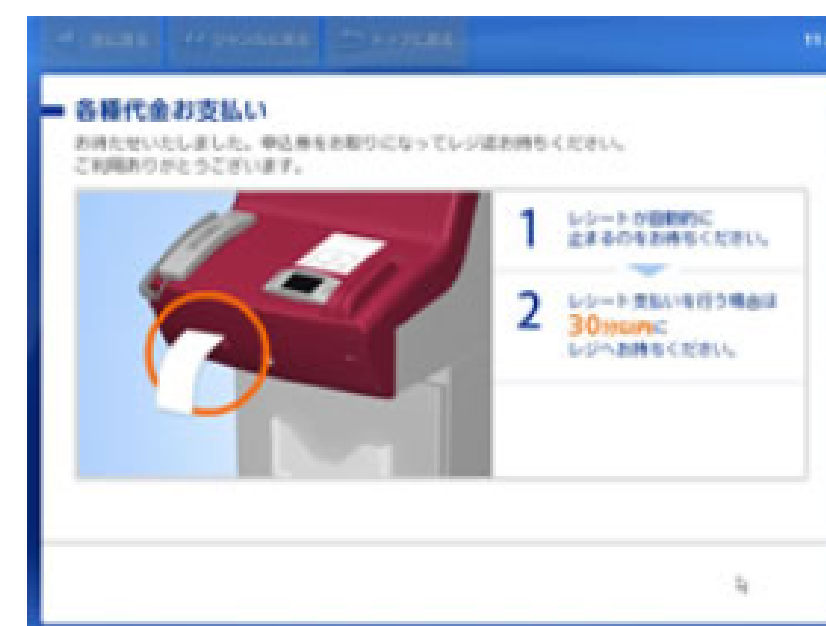 各種代金お支払い
お待たせいたしました。申込券をお取りになってレジ迄お持ちください。
ご利用ありがとうございます。
1
レシートが自動的に
止まるのをお待ちください。
2
レシート支払いを行う場合は
30分以内に
レジへお持ちください。